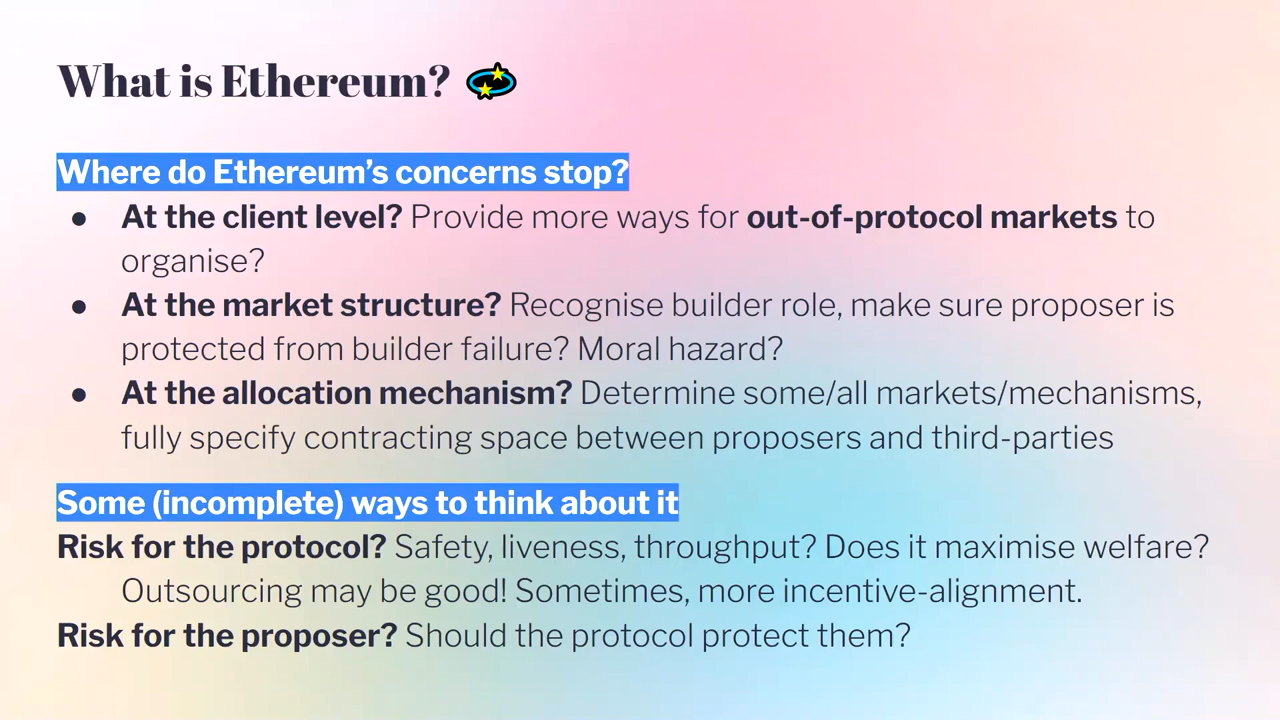 What is Ethereum? 💫
Where do Ethereum’s concerns stop?
● At the client level? Provide more ways for out-of-protocol markets to
organise?
● At the market structure? Recognise builder role, make sure proposer is
protected from builder failure? Moral hazard?
● At the allocation mechanism? Determine some/all markets/mechanisms,
fully specify contracting space between proposers and third-parties
Some (incomplete) ways to think about it
Risk for the protocol? Safety, liveness, throughput? Does it maximise welfare?
Outsourcing may be good! Sometimes, more incentive-alignment.
Risk for the proposer? Should the protocol protect them?